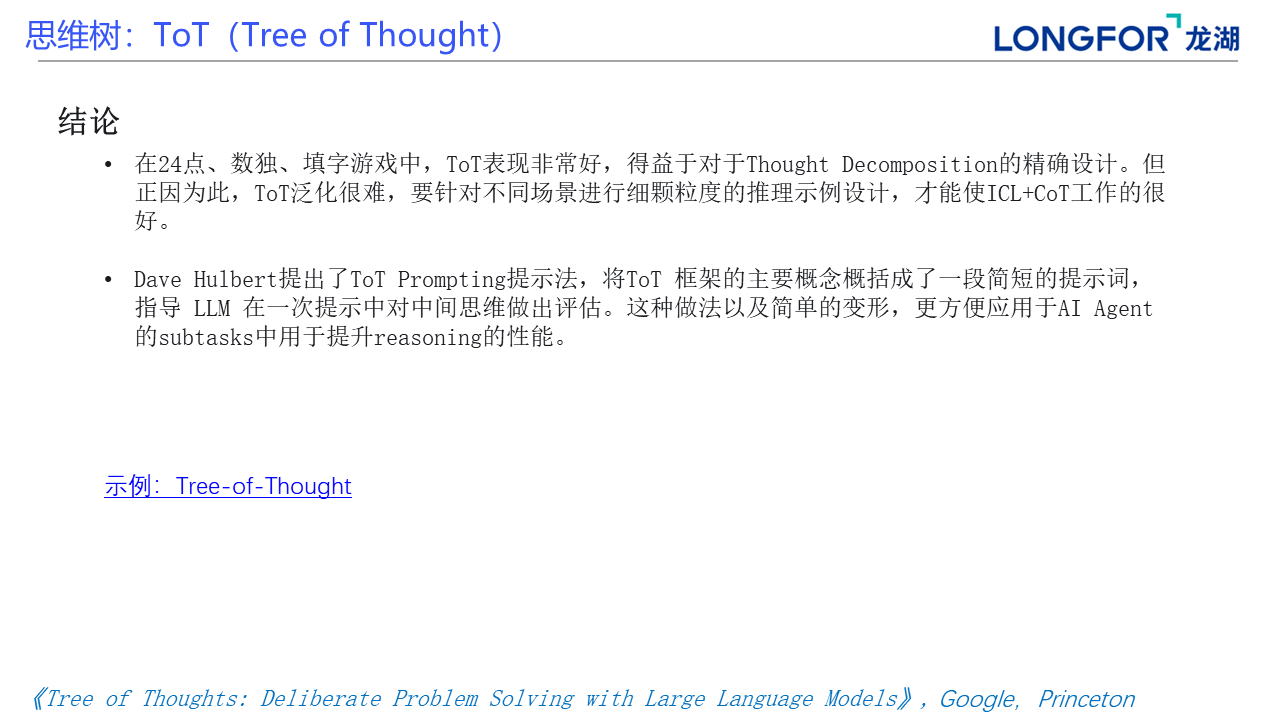 思维树：ToT（Tree of Thought）
LONGFOR 龙湖
结论
• 在24点、数独、填字游戏中，ToT表现非常好，得益于对于Thought Decomposition的精确设计。但
正因为此，ToT泛化很难，要针对不同场景进行细颗粒度的推理示例设计，才能使ICL+CoT工作的很
好。
• Dave Hulbert提出了ToT Prompting提示法，将ToT 框架的主要概念概括成了一段简短的提示词，
指导 LLM 在一次提示中对中间思维做出评估。这种做法以及简单的变形，更方便应用于AI Agent
的subtasks中用于提升reasoning的性能。
示例：Tree-of-Thought
《Tree of Thoughts: Deliberate Problem Solving with Large Language Models》，Google，Princeton